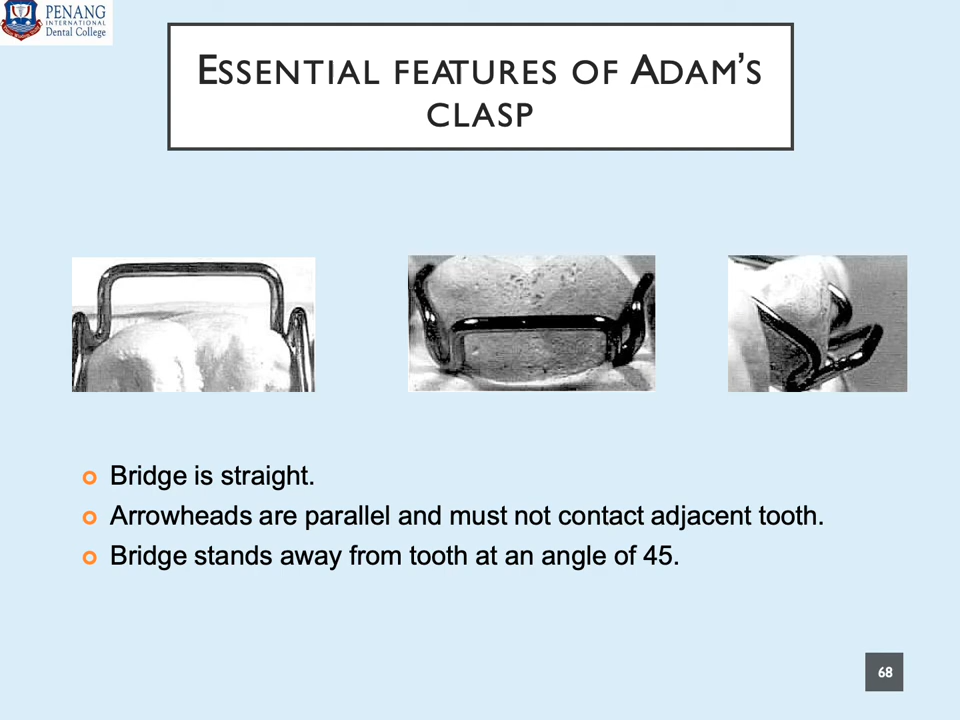 PENANG
INTERNATIONAL
Dental College
ESSENTIAL FEATURES OF ADAM’S
CLASP
Bridge is straight.
Arrowheads are parallel and must not contact adjacent tooth.
Bridge stands away from tooth at an angle of 45.
68